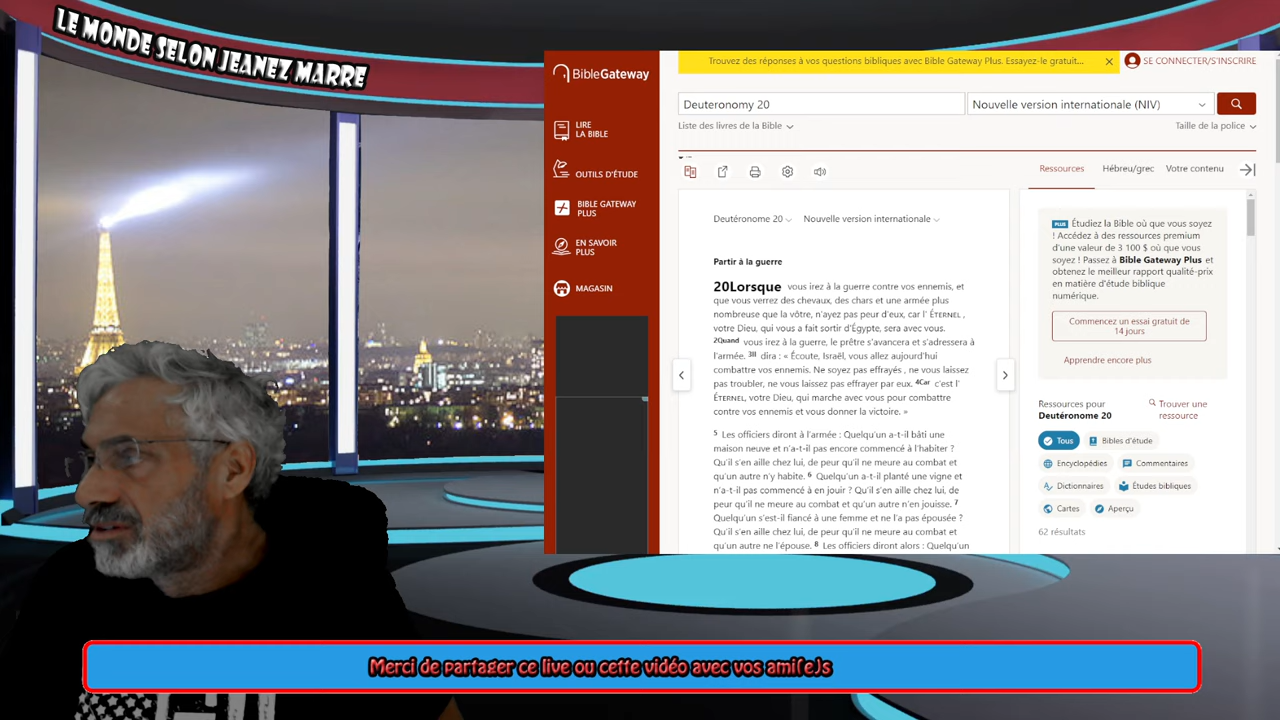 LE MONDE SELON JEANEZ MARRE
BibleGateway
LIRE
LA BIBLE
OUTILS D'ÉTUDE
BIBLE GATEWAY
PLUS
EN SAVOIR
PLUS
MAGASIN
Trouvez des réponses à vos questions bibliques avec Bible Gateway Plus. Essayez-le gratuit...
SE CONNECTER/S'INSCRIRE
Deuteronomy 20
Nouvelle version internationale (NIV)
Liste des livres de la Bible
Taille de la police
Ressources
Hébreu/grec
Votre contenu
Deutéronome 20
Nouvelle version internationale
Partir à la guerre
20Lorsque vous irez à la guerre contre vos ennemis, et
que vous verrez des chevaux, des chars et une armée plus
nombreuse que la vôtre, n'ayez pas peur d'eux, car l' ÉTERNEL ,
votre Dieu, qui vous a fait sortir d'Égypte, sera avec vous.
2Quand vous irez à la guerre, le prêtre s'avancera et s'adressera à
l'armée. 3Il dira : « Écoute, Israël, vous allez aujourd'hui
combattre vos ennemis. Ne soyez pas effrayés , ne vous laissez
pas troubler, ne vous laissez pas effrayer par eux. 4Car c'est l'
ÉTERNEL, votre Dieu, qui marche avec vous pour combattre
contre vos ennemis et vous donner la victoire. »
5 Les officiers diront à l'armée : Quelqu'un a-t-il bâti une
maison neuve et n'a-t-il pas encore commencé à l'habiter ?
Qu'il s'en aille chez lui, de peur qu'il ne meure au combat et
qu'un autre n'y habite. 6 Quelqu'un a-t-il planté une vigne et
n'a-t-il pas commencé à en jouir ? Qu'il s'en aille chez lui, de
peur qu'il ne meure au combat et qu'un autre n'en jouisse. 7
Quelqu'un s'est-il fiancé à une femme et ne l'a pas épousée ?
Qu'il s'en aille chez lui, de peur qu'il ne meure au combat et
qu'un autre ne l'épouse. 8 Les officiers diront alors : Quelqu'un
PLUS Étudiez la Bible où que vous soyez
! Accédez à des ressources premium
d'une valeur de 3 100 $ où que vous
soyez ! Passez à Bible Gateway Plus et
obtenez le meilleur rapport qualité-prix
en matière d'étude biblique
numérique.
Commencez un essai gratuit de
14 jours
Apprendre encore plus
Ressources pour
Deutéronome 20
Trouver une
ressource
Tous
Bibles d'étude
Encyclopédies
Commentaires
Dictionnaires
Études bibliques
Cartes
Aperçu
62 résultats
Merci de partager ce live ou cette vidéo avec vos ami(e)s